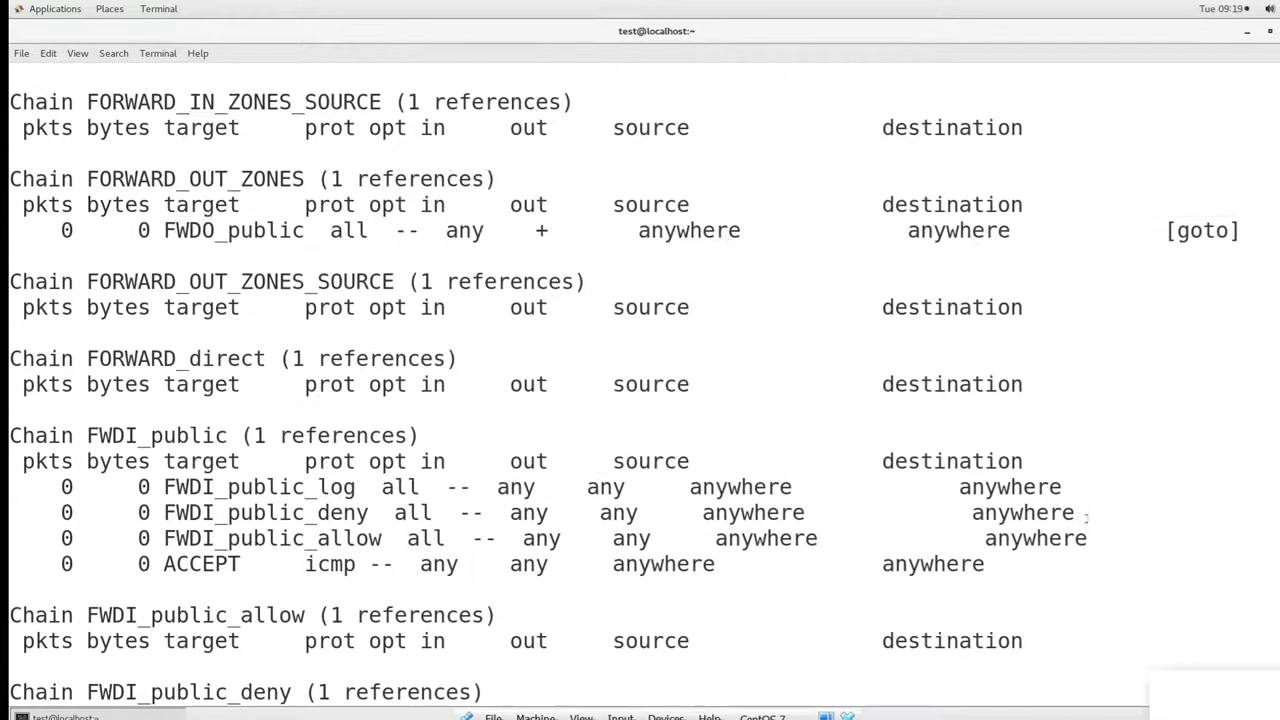 Applications Places Terminal Tue 09:19
test@localhost:~
File Edit View Search Terminal Help
Chain FORWARD_IN_ZONES_SOURCE (1 references)
pkts bytes target prot opt in out source destination
Chain FORWARD_OUT_ZONES (1 references)
pkts bytes target prot opt in out source destination
0 0 FWDO_public all -- any + anywhere anywhere [goto]
Chain FORWARD_OUT_ZONES_SOURCE (1 references)
pkts bytes target prot opt in out source destination
Chain FORWARD_direct (1 references)
pkts bytes target prot opt in out source destination
Chain FWDI_public (1 references)
pkts bytes target prot opt in out source destination
0 0 FWDI_public_log all -- any any anywhere anywhere
0 0 FWDI_public_deny all -- any any anywhere anywhere
0 0 FWDI_public_allow all -- any any anywhere anywhere
0 0 ACCEPT icmp -- any any anywhere anywhere
Chain FWDI_public_allow (1 references)
pkts bytes target prot opt in out source destination
Chain FWDI_public_deny (1 references)
test@localhost:~ File Machine View Input Devices Help CentOS 7